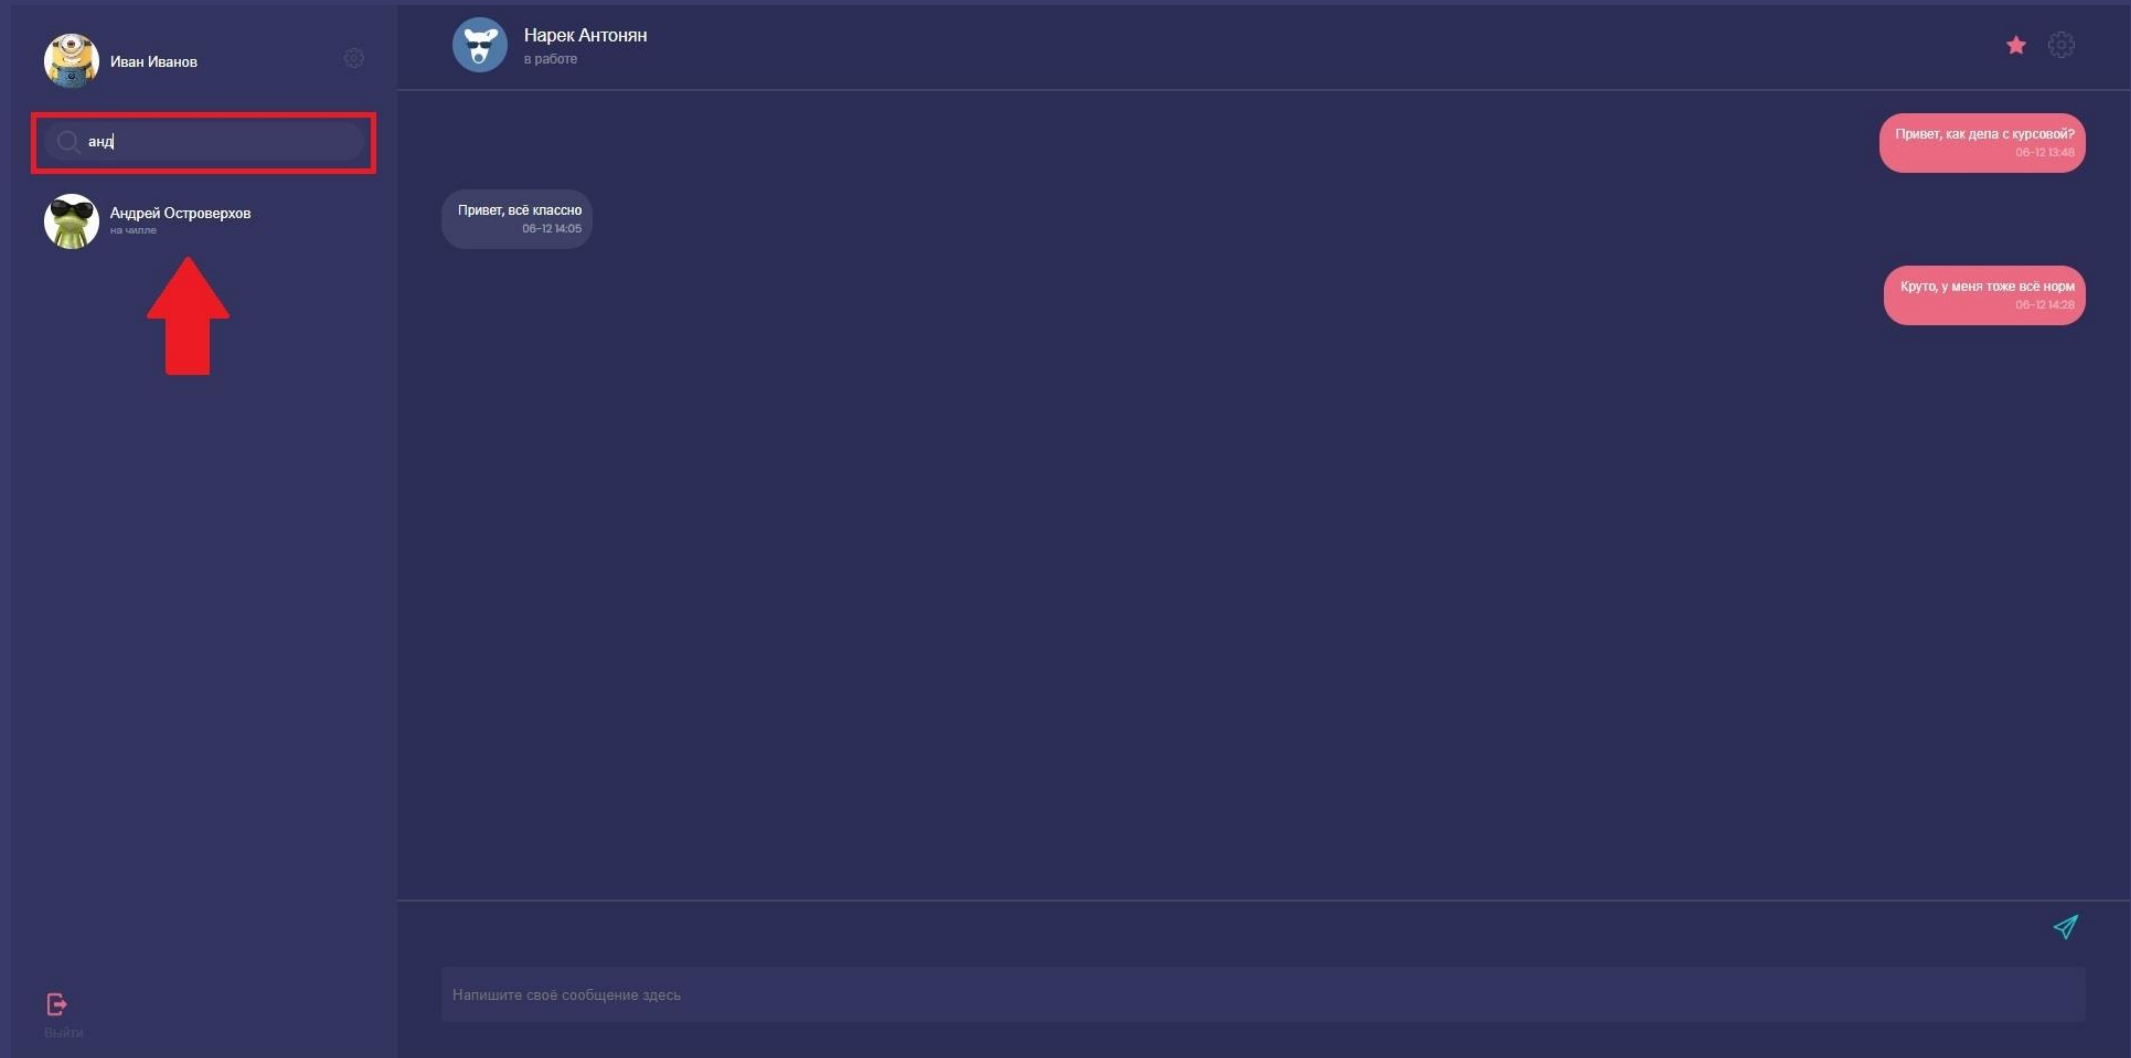 Иван Иванов
анд
Андрей Островерхов
на чилле
Выйти
Нарек Антонян
в работе
Привет, как дела с курсовой?
06-12 13:48
Привет, всё классно
06-12 14:05
Круто, у меня тоже всё норм
06-12 14:28
Напишите своё сообщение здесь